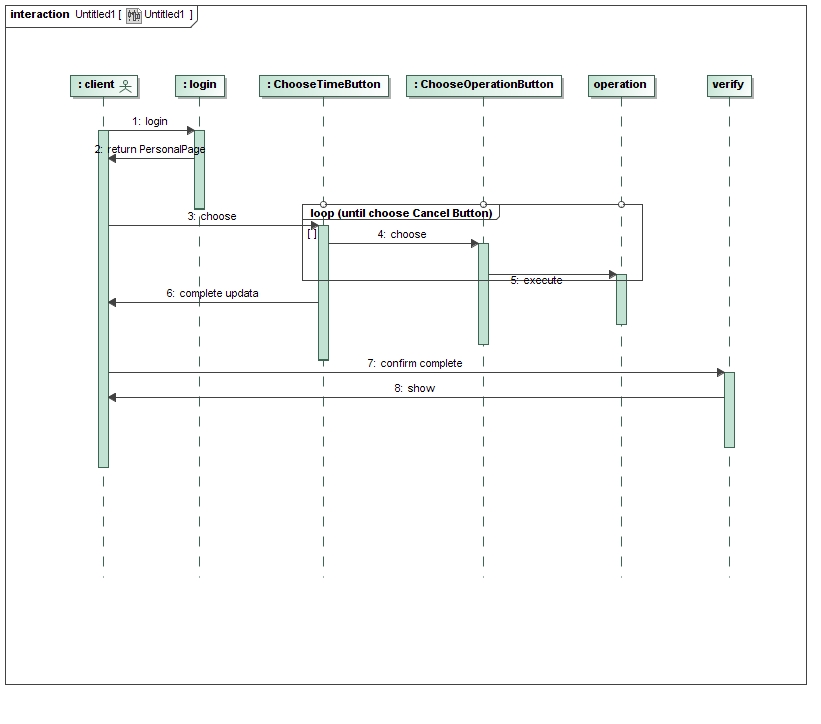 interaction Untitled1 [ Untitled1 ]
: client
: login
: ChooseTimeButton
: ChooseOperationButton
operation
verify
1: login
2: return PersonalPage
loop (until choose Cancel Button)
3: choose
[ ]
4: choose
5: execute
6: complete updata
7: confirm complete
8: show